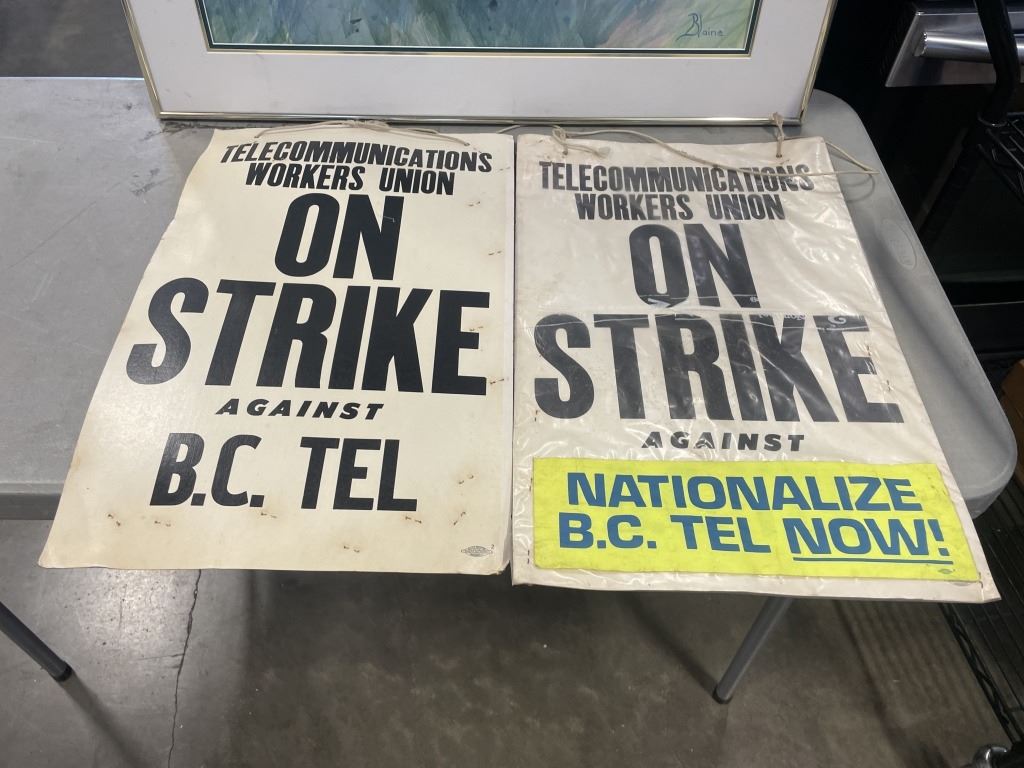 Blaine
TELECOMMUNICATIONS
WORKERS UNION
ON
STRIKE
AGAINST
B.C. TEL
TELECOMMUNICATIONS
WORKERS UNION
ON
STRIKE
AGAINST
NATIONALIZE
B.C. TEL NOW!